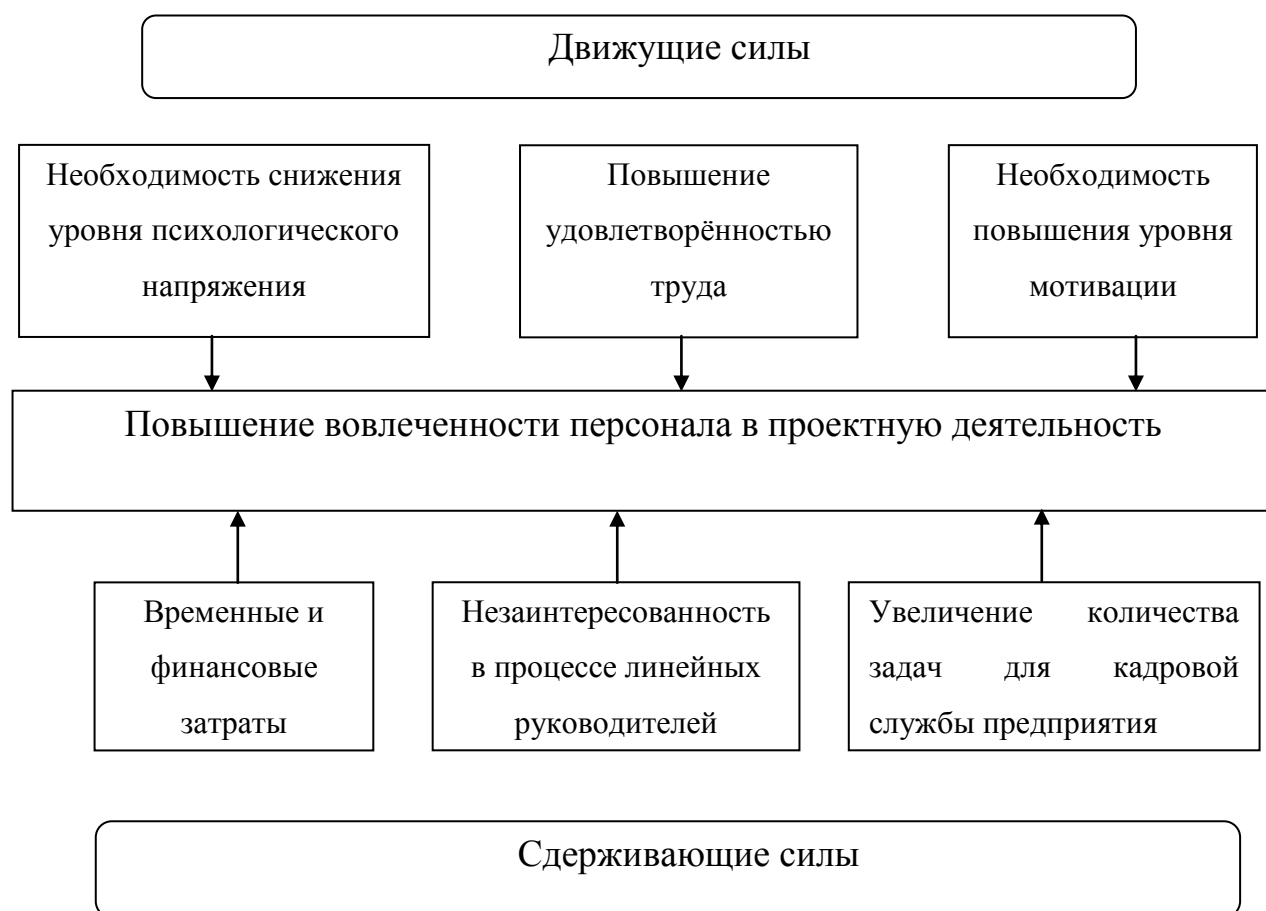 Движущие силы
Необходимость снижения
уровня психологического
напряжения
Повышение
удовлетворённостью
труда
Необходимость
повышения уровня
мотивации
Повышение вовлеченности персонала в проектную деятельность
Временные и
финансовые
затраты
Незаинтересованность
в процессе линейных
руководителей
Увеличение количества
задач для кадровой
службы предприятия
Сдерживающие силы